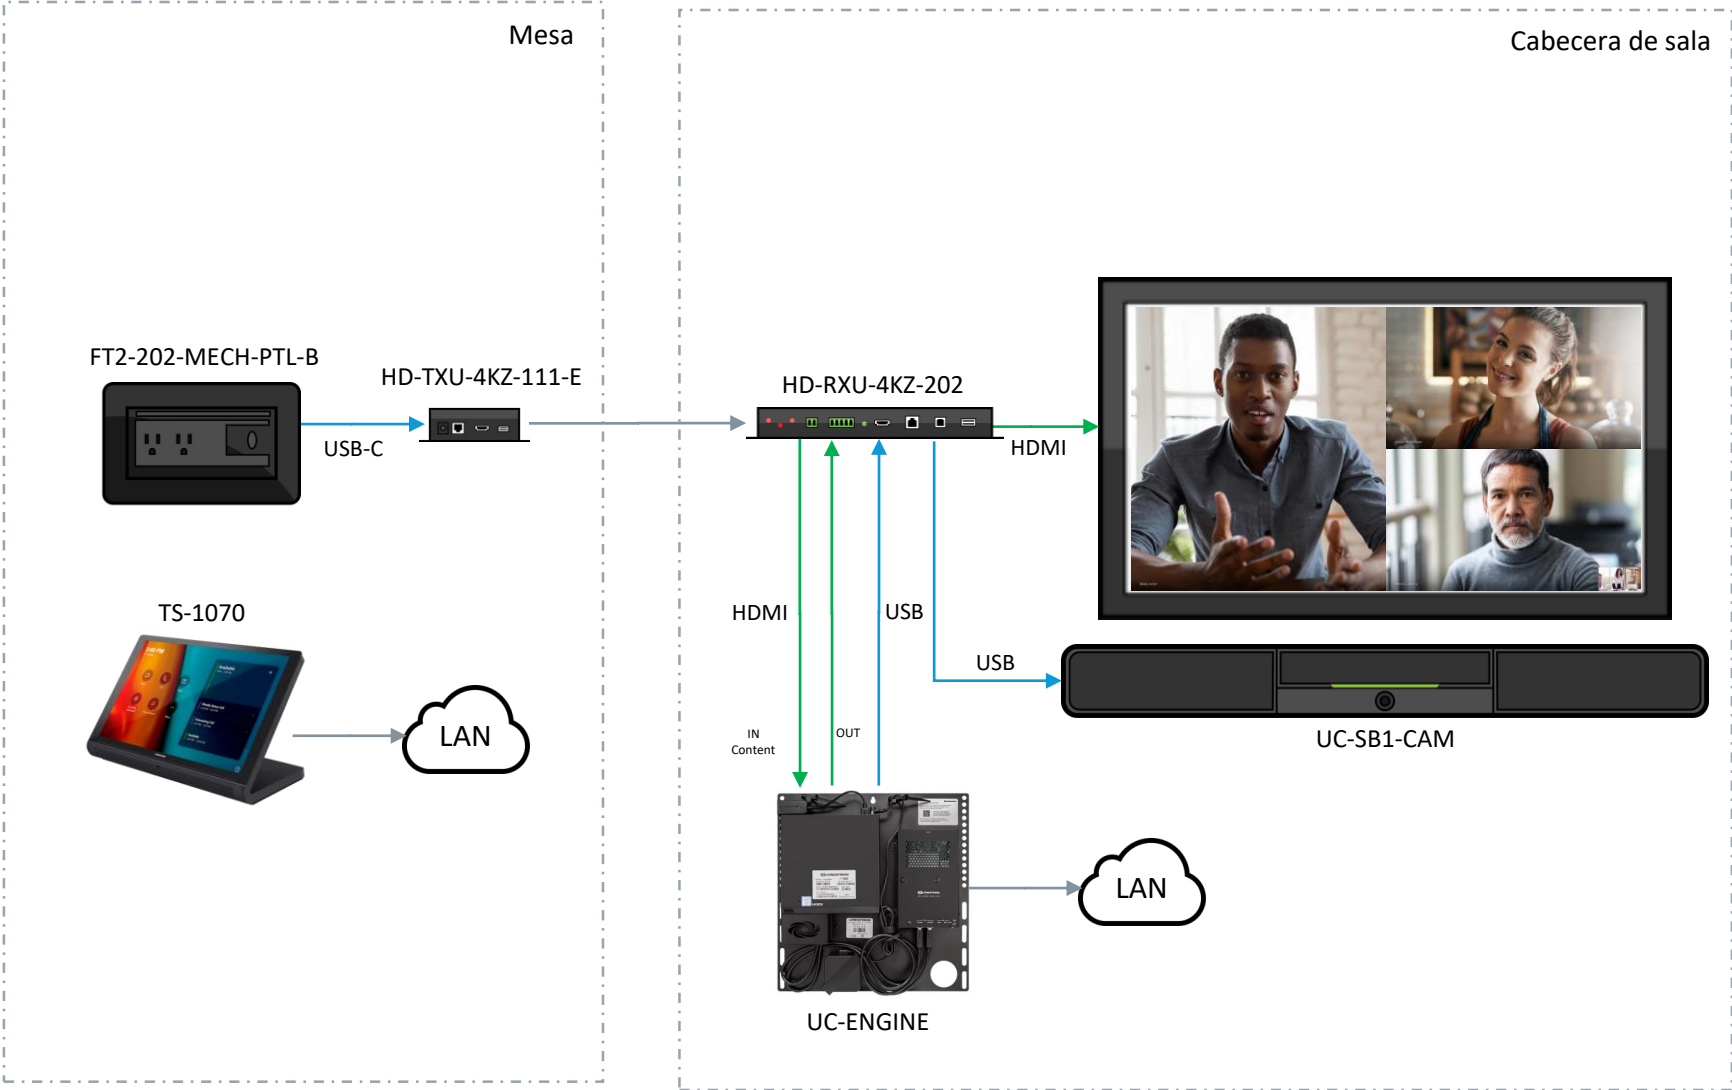 Mesa
Cabecera de sala
FT2-202-MECH-PTL-B
HD-TXU-4KZ-111-E
HD-RXU-4KZ-202
USB-C
HDMI
TS-1070
HDMI
USB
USB
LAN
IN
Content
OUT
UC-SB1-CAM
LAN
UC-ENGINE